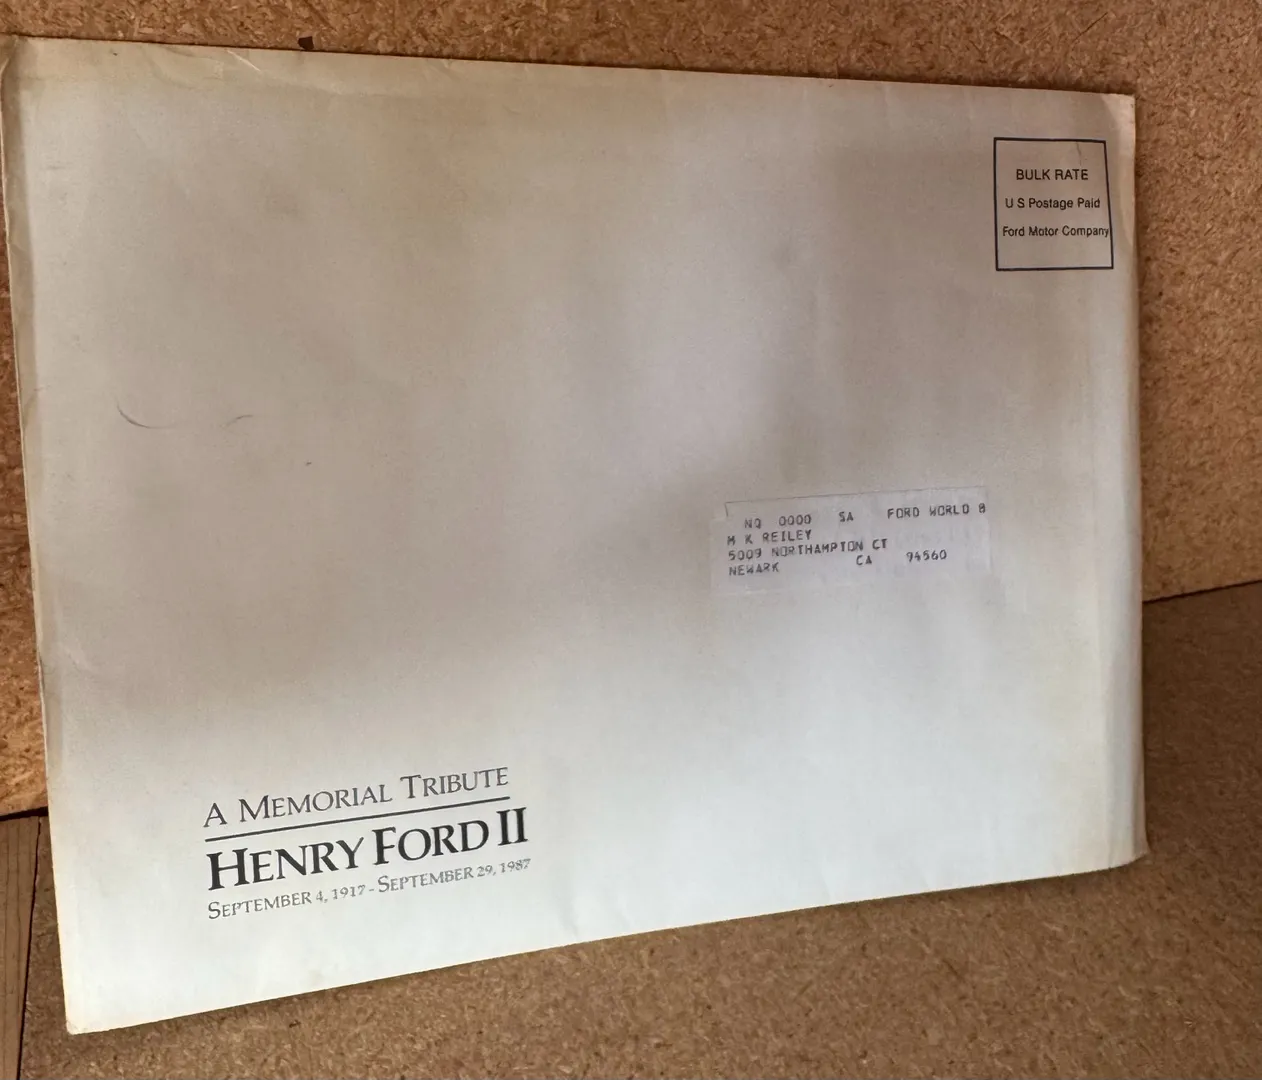 BULK RATE
U S Postage Paid
Ford Motor Company
NO 0000 SA FORD WORLD 8
M K REILEY
5009 NORTHAMPTON CT
NEWARK CA 94560
A MEMORIAL TRIBUTE
HENRY FORD II
SEPTEMBER 4, 1917 - SEPTEMBER 29, 1987